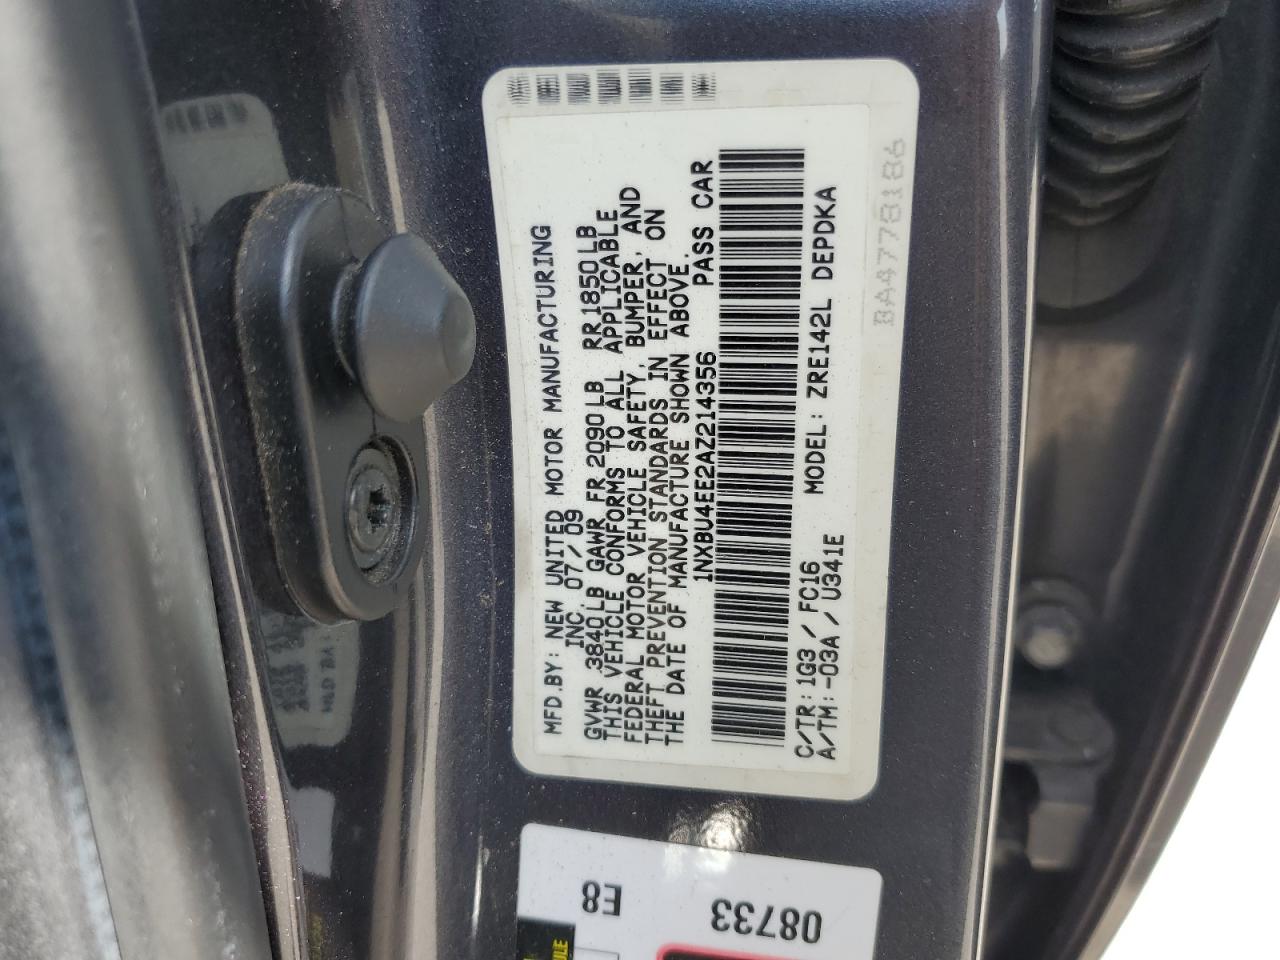 MFD.BY: NEW UNITED MOTOR MANUFACTURING
INC. 07/09
GVWR 3840LB GAWR FR 2090LB RR1850LB
THIS VEHICLE CONFORMS TO ALL APPLICABLE
FEDERAL MOTOR VEHICLE SAFETY, BUMPER, AND
THEFT PREVENTION STANDARDS IN EFFECT ON
THE DATE OF MANUFACTURE SHOWN ABOVE.
1NXBU4EE2AZ214356 PASS CAR
C/TR: 1G3/FC16 MODEL: ZRE142L DEPDKA
A/TM:-03A/U341E
BA4778186
E8
08733